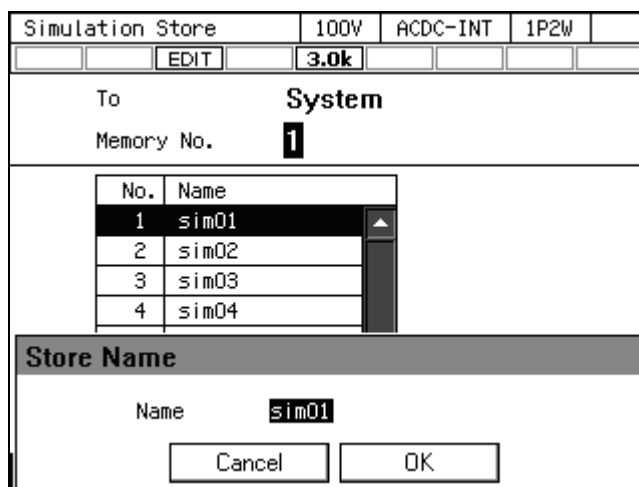 Simulation Store 100V ACDC-INT 1P2W
EDIT 3.0k
To System
Memory No. 1
No. Name
1 sim01
2 sim02
3 sim03
4 sim04
Store Name
Name sim01
Cancel OK